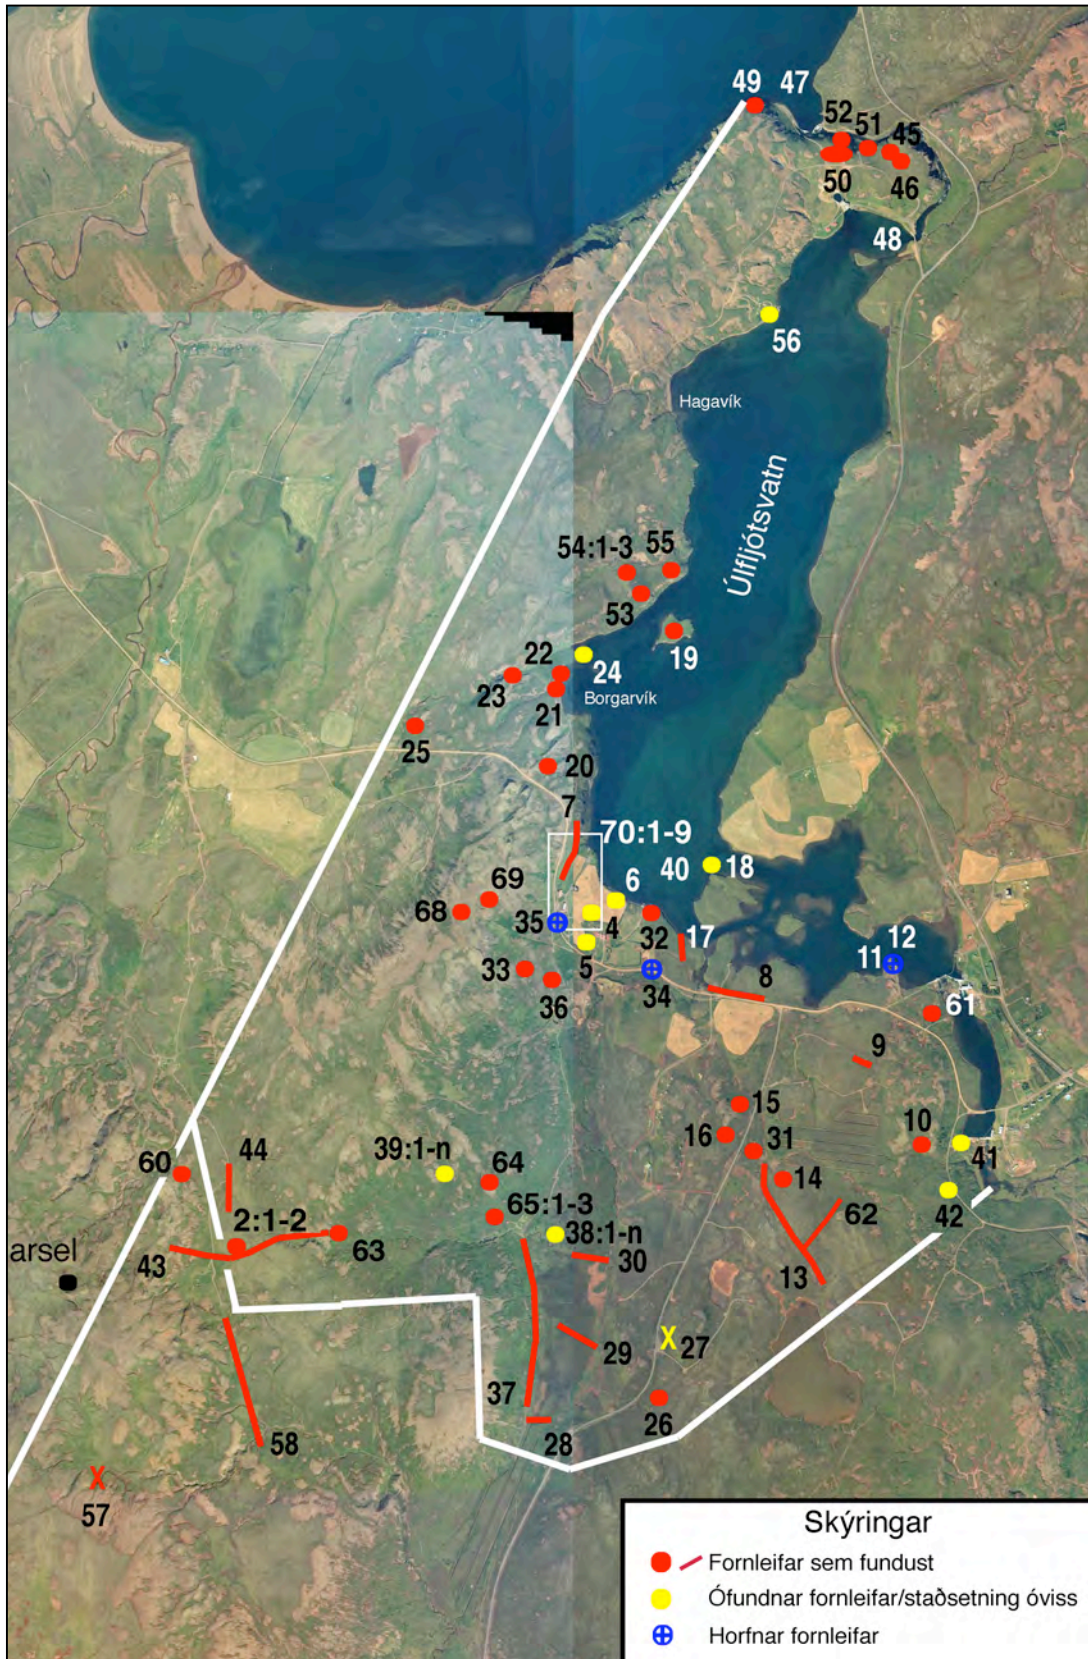 49 47
52 51 45
50 46
48
56
Hagavík
Úlfljótsvatn
54:1-3 55
53
19
22 24
23
21 Borgarvík
25
20
7
70:1-9
40 18
69 6
68 35 4 32 17 12
11
5
33 36 34 8
61
9
15
16 31 10
41
39:1-n 64 14
60 44
42
65:1-3 62
2:1-2 38:1-n
63
43 30
arsel 13
27
29
37
26
28
58
57
Skýringar
Fornleifar sem fundust
Ófundnar fornleifar/staðsetning óviss
Horfnar fornleifar